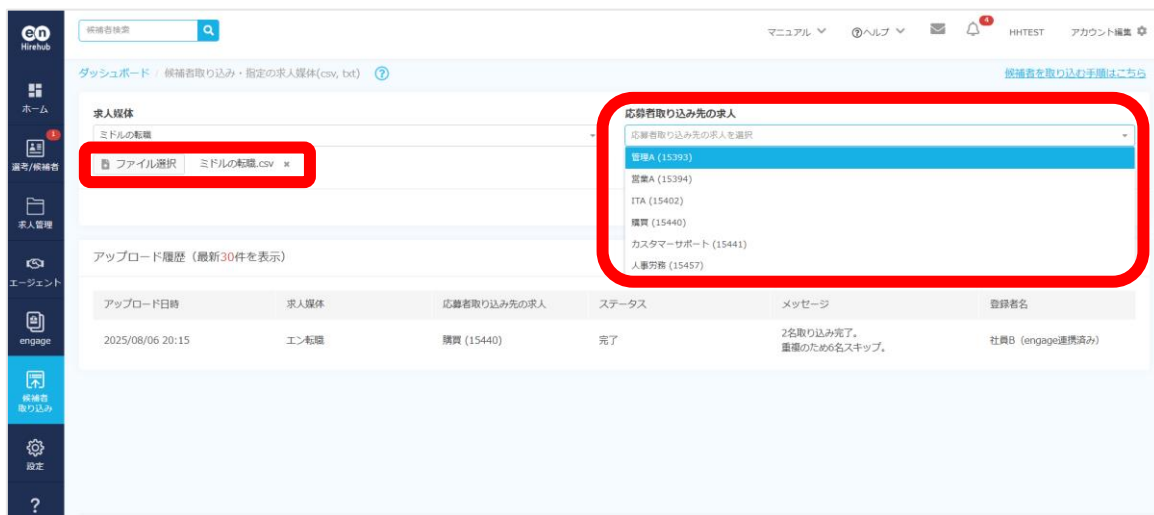 en
Hirehub
候補者検索
マニュアル
?ヘルプ
4
HHTEST
アカウント編集
ダッシュボード / 候補者取り込み・指定の求人媒体(csv, txt) ?
候補者を取り込む手順はこちら
ホーム
1
選考/候補者
求人管理
エージェント
engage
候補者
取り込み
設定
?
求人媒体
ミドルの転職
ファイル選択 ミドルの転職.csv ×
応募者取り込み先の求人
応募者取り込み先の求人を選択
管理A (15393)
営業A (15394)
ITA (15402)
購買 (15440)
カスタマーサポート (15441)
人事労務 (15457)
アップロード履歴（最新30件を表示）
アップロード日時 求人媒体 応募者取り込み先の求人 ステータス メッセージ 登録者名
2025/08/06 20:15 エン転職 購買 (15440) 完了 2名取り込み完了。
重複のため6名スキップ。 社員B（engage連携済み）